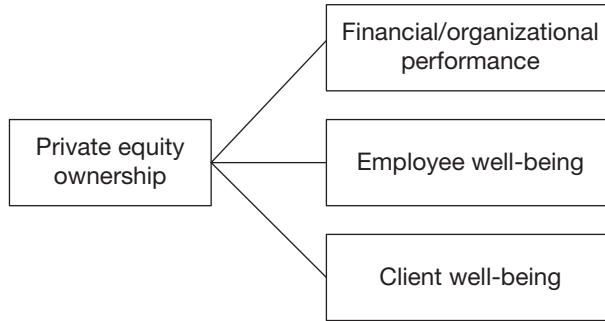 Financial/organizational
performance
Private equity
ownership
Employee well-being
Client well-being